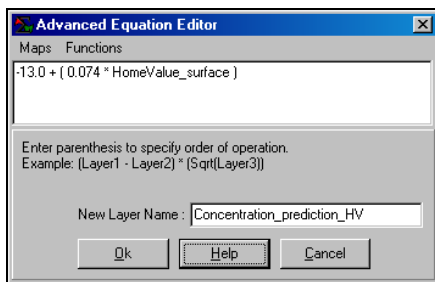 Advanced Equation Editor
Maps Functions
-13.0 + ( 0.074 * HomeValue_surface )
Enter parenthesis to specify order of operation.
Example: (Layer1 - Layer2) * (Sqrt(Layer3))
New Layer Name : Concentration_prediction_HV
Ok Help Cancel